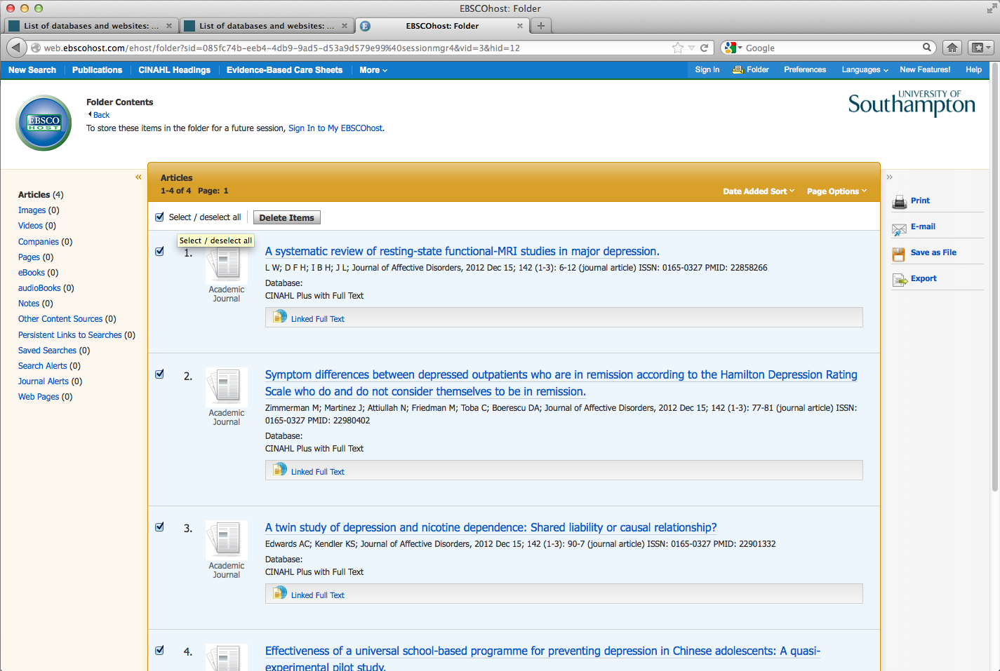 EBSCOhost: Folder
List of databases and websites: ...
List of databases and websites: ...
EBSCOhost: Folder
web.ebscohost.com/ehost/folder?sid=085fc74b-eeb4-4db9-9ad5-d53a9d579e99%40sessionmgr4&vid=3&hid=12
Google
New Search
Publications
CINAHL Headings
Evidence-Based Care Sheets
More
Sign In
Folder
Preferences
Languages
New Features!
Help
EBSCO
HOST
Folder Contents
Back
To store these items in the folder for a future session, Sign In to My EBSCOhost.
UNIVERSITY OF
Southampton
Articles (4)
Images (0)
Videos (0)
Companies (0)
Pages (0)
eBooks (0)
audioBooks (0)
Notes (0)
Other Content Sources (0)
Persistent Links to Searches (0)
Saved Searches (0)
Search Alerts (0)
Journal Alerts (0)
Web Pages (0)
Articles
1-4 of 4 Page: 1
Date Added Sort
Page Options
Select / deselect all
Delete Items
Select / deselect all
1.
Academic
Journal
A systematic review of resting-state functional-MRI studies in major depression.
L W; D F H; I B H; J L; Journal of Affective Disorders, 2012 Dec 15; 142 (1-3): 6-12 (journal article) ISSN: 0165-0327 PMID: 22858266
Database:
CINAHL Plus with Full Text
Linked Full Text
2.
Academic
Journal
Symptom differences between depressed outpatients who are in remission according to the Hamilton Depression Rating
Scale who do and do not consider themselves to be in remission.
Zimmerman M; Martinez J; Attiullah N; Friedman M; Toba C; Boerescu DA; Journal of Affective Disorders, 2012 Dec 15; 142 (1-3): 77-81 (journal article) ISSN:
0165-0327 PMID: 22980402
Database:
CINAHL Plus with Full Text
Linked Full Text
3.
Academic
Journal
A twin study of depression and nicotine dependence: Shared liability or causal relationship?
Edwards AC; Kendler KS; Journal of Affective Disorders, 2012 Dec 15; 142 (1-3): 90-7 (journal article) ISSN: 0165-0327 PMID: 22901332
Database:
CINAHL Plus with Full Text
Linked Full Text
4.
Effectiveness of a universal school-based programme for preventing depression in Chinese adolescents: A quasi-
experimental pilot study.
Print
E-mail
Save as File
Export